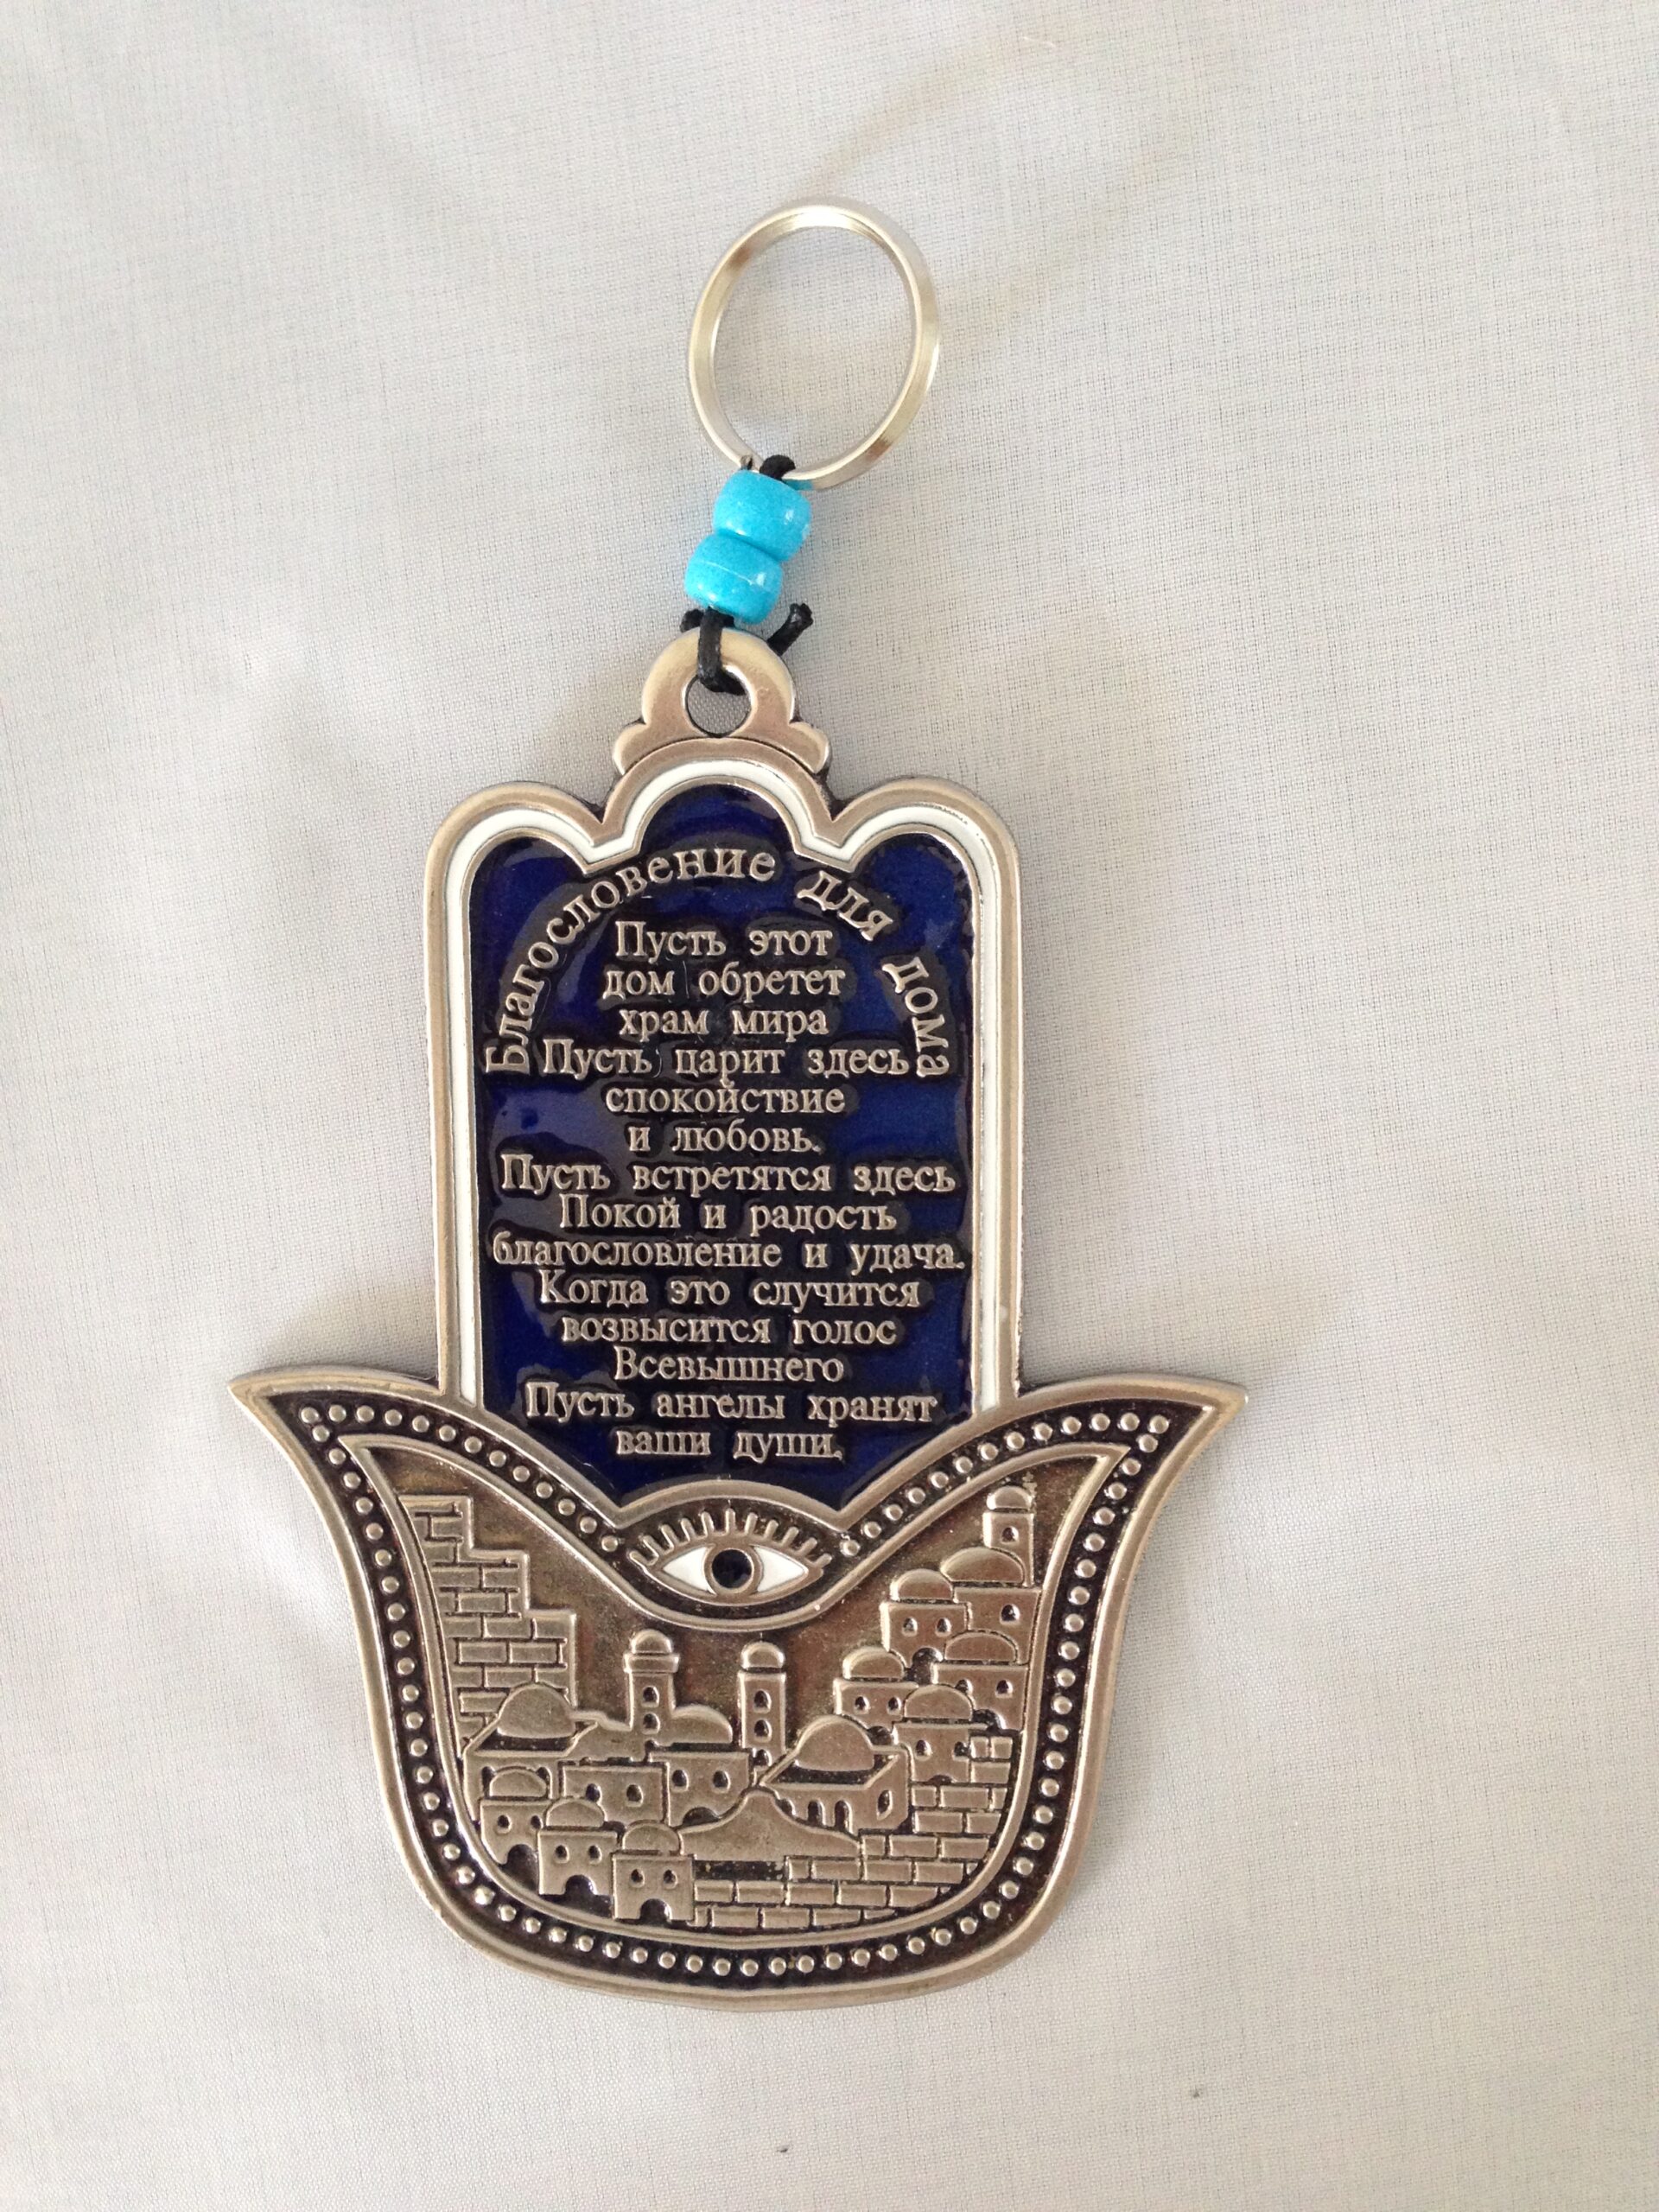 Благословение для дома
Пусть этот
дом обретет
храм мира
Пусть царит здесь
спокойствие
и любовь.
Пусть встретятся здесь
Покой и радость
благословление и удача.
Когда это случится
возвысится голос
Всевышнего
Пусть ангелы хранят
ваши души.